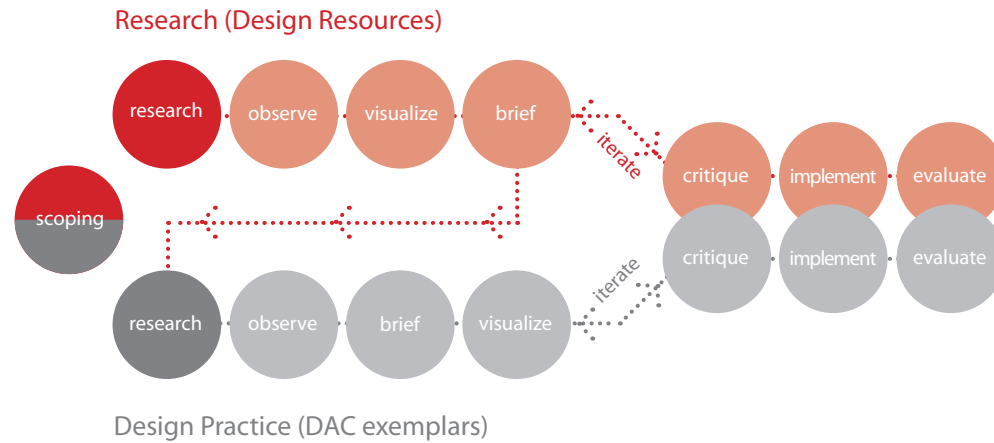 Research (Design Resources)
research observe visualize brief
iterate
critique implement evaluate
scoping
critique implement evaluate
iterate
research observe brief visualize
Design Practice (DAC exemplars)